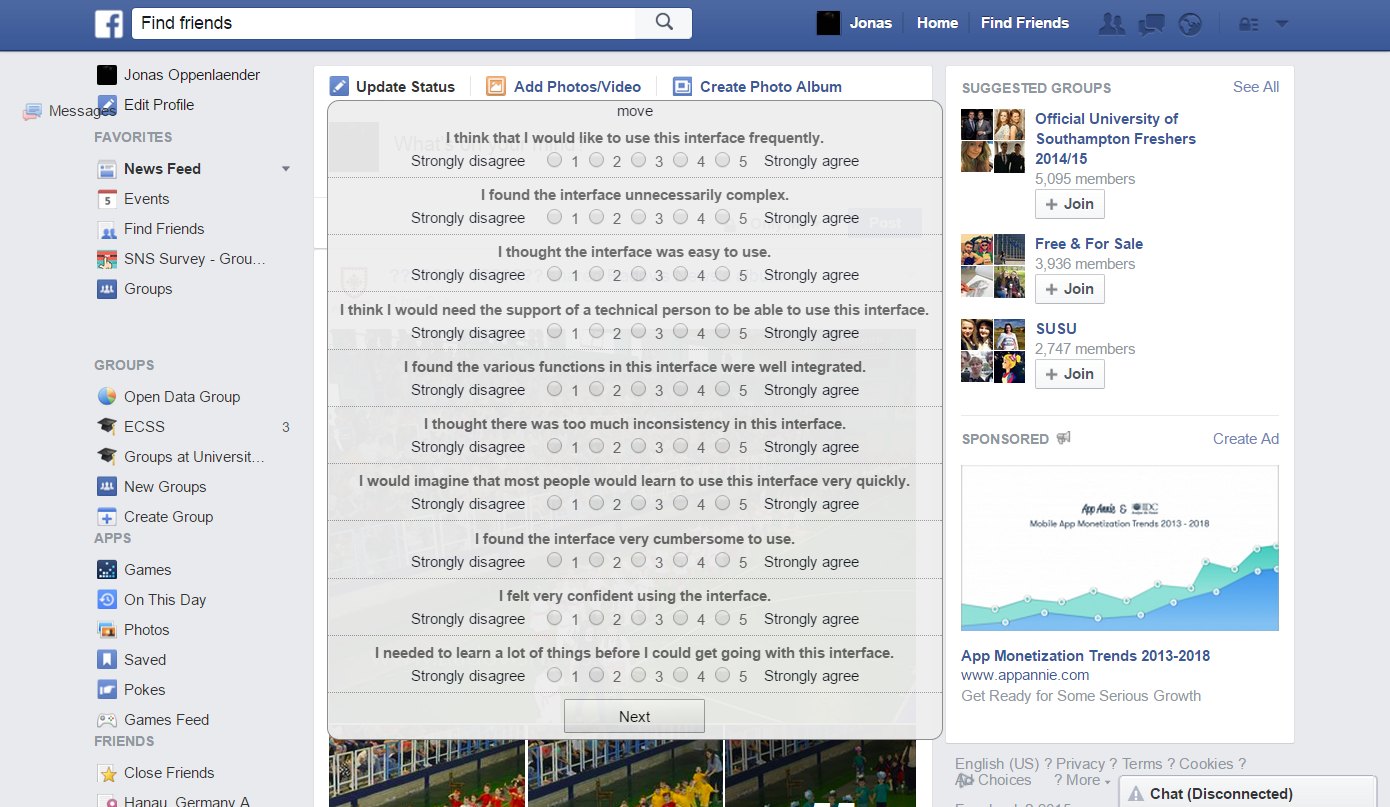 Find friends
Jonas Home Find Friends
Jonas Oppenlaender
Edit Profile
Messages
FAVORITES
News Feed
5 Events
Find Friends
SNS Survey - Grou...
Groups
GROUPS
Open Data Group
ECSS 3
Groups at Universit...
New Groups
Create Group
APPS
Games
On This Day
Photos
Saved
Pokes
Games Feed
FRIENDS
Close Friends
Hanau, Germany A
Update Status Add Photos/Video Create Photo Album
What's on your mind?
Post
move
I think that I would like to use this interface frequently.
Strongly disagree 1 2 3 4 5 Strongly agree
I found the interface unnecessarily complex.
Strongly disagree 1 2 3 4 5 Strongly agree
I thought the interface was easy to use.
Strongly disagree 1 2 3 4 5 Strongly agree
I think I would need the support of a technical person to be able to use this interface.
Strongly disagree 1 2 3 4 5 Strongly agree
I found the various functions in this interface were well integrated.
Strongly disagree 1 2 3 4 5 Strongly agree
I thought there was too much inconsistency in this interface.
Strongly disagree 1 2 3 4 5 Strongly agree
I would imagine that most people would learn to use this interface very quickly.
Strongly disagree 1 2 3 4 5 Strongly agree
I found the interface very cumbersome to use.
Strongly disagree 1 2 3 4 5 Strongly agree
I felt very confident using the interface.
Strongly disagree 1 2 3 4 5 Strongly agree
I needed to learn a lot of things before I could get going with this interface.
Strongly disagree 1 2 3 4 5 Strongly agree
Next
SUGGESTED GROUPS See All
Official University of
Southampton Freshers
2014/15
5,095 members
+ Join
Free & For Sale
3,936 members
+ Join
SUSU
2,747 members
+ Join
SPONSORED Create Ad
App Annie & IDC
Mobile App Monetization Trends 2013 - 2018
App Monetization Trends 2013-2018
www.appannie.com
Get Ready for Some Serious Growth
English (US) ? Privacy ? Terms ? Cookies ?
Ad Choices ? More
Chat (Disconnected)